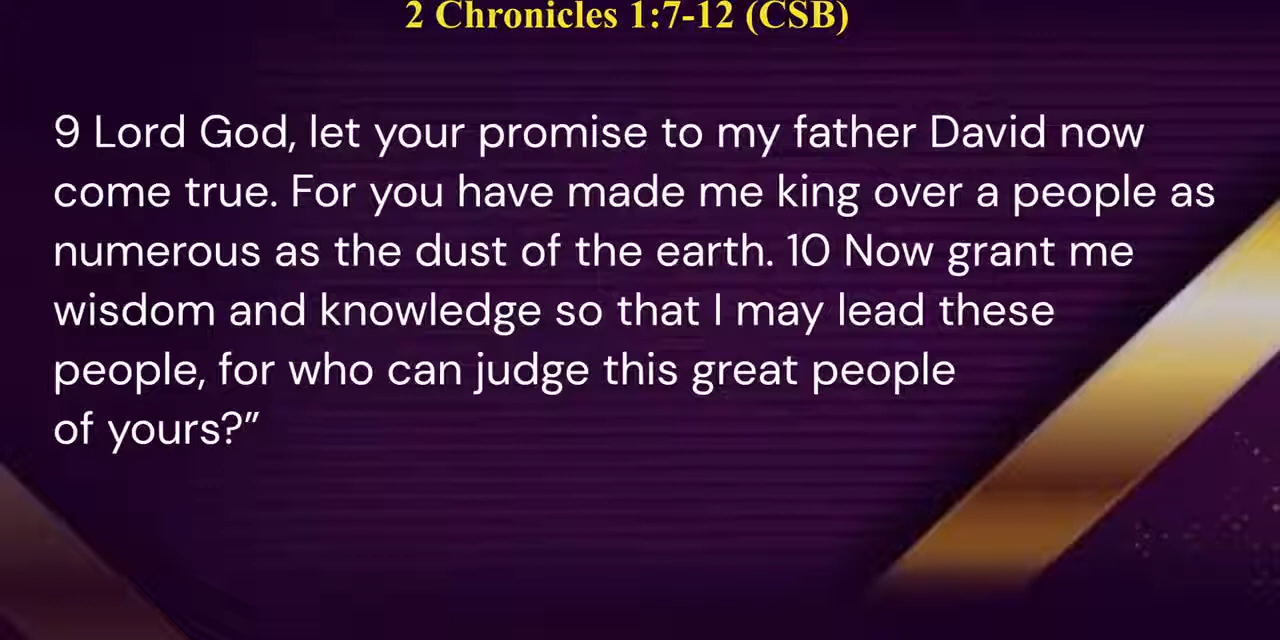 2 Chronicles 1:7-12 (CSB)
9 Lord God, let your promise to my father David now
come true. For you have made me king over a people as
numerous as the dust of the earth. 10 Now grant me
wisdom and knowledge so that I may lead these
people, for who can judge this great people
of yours?”